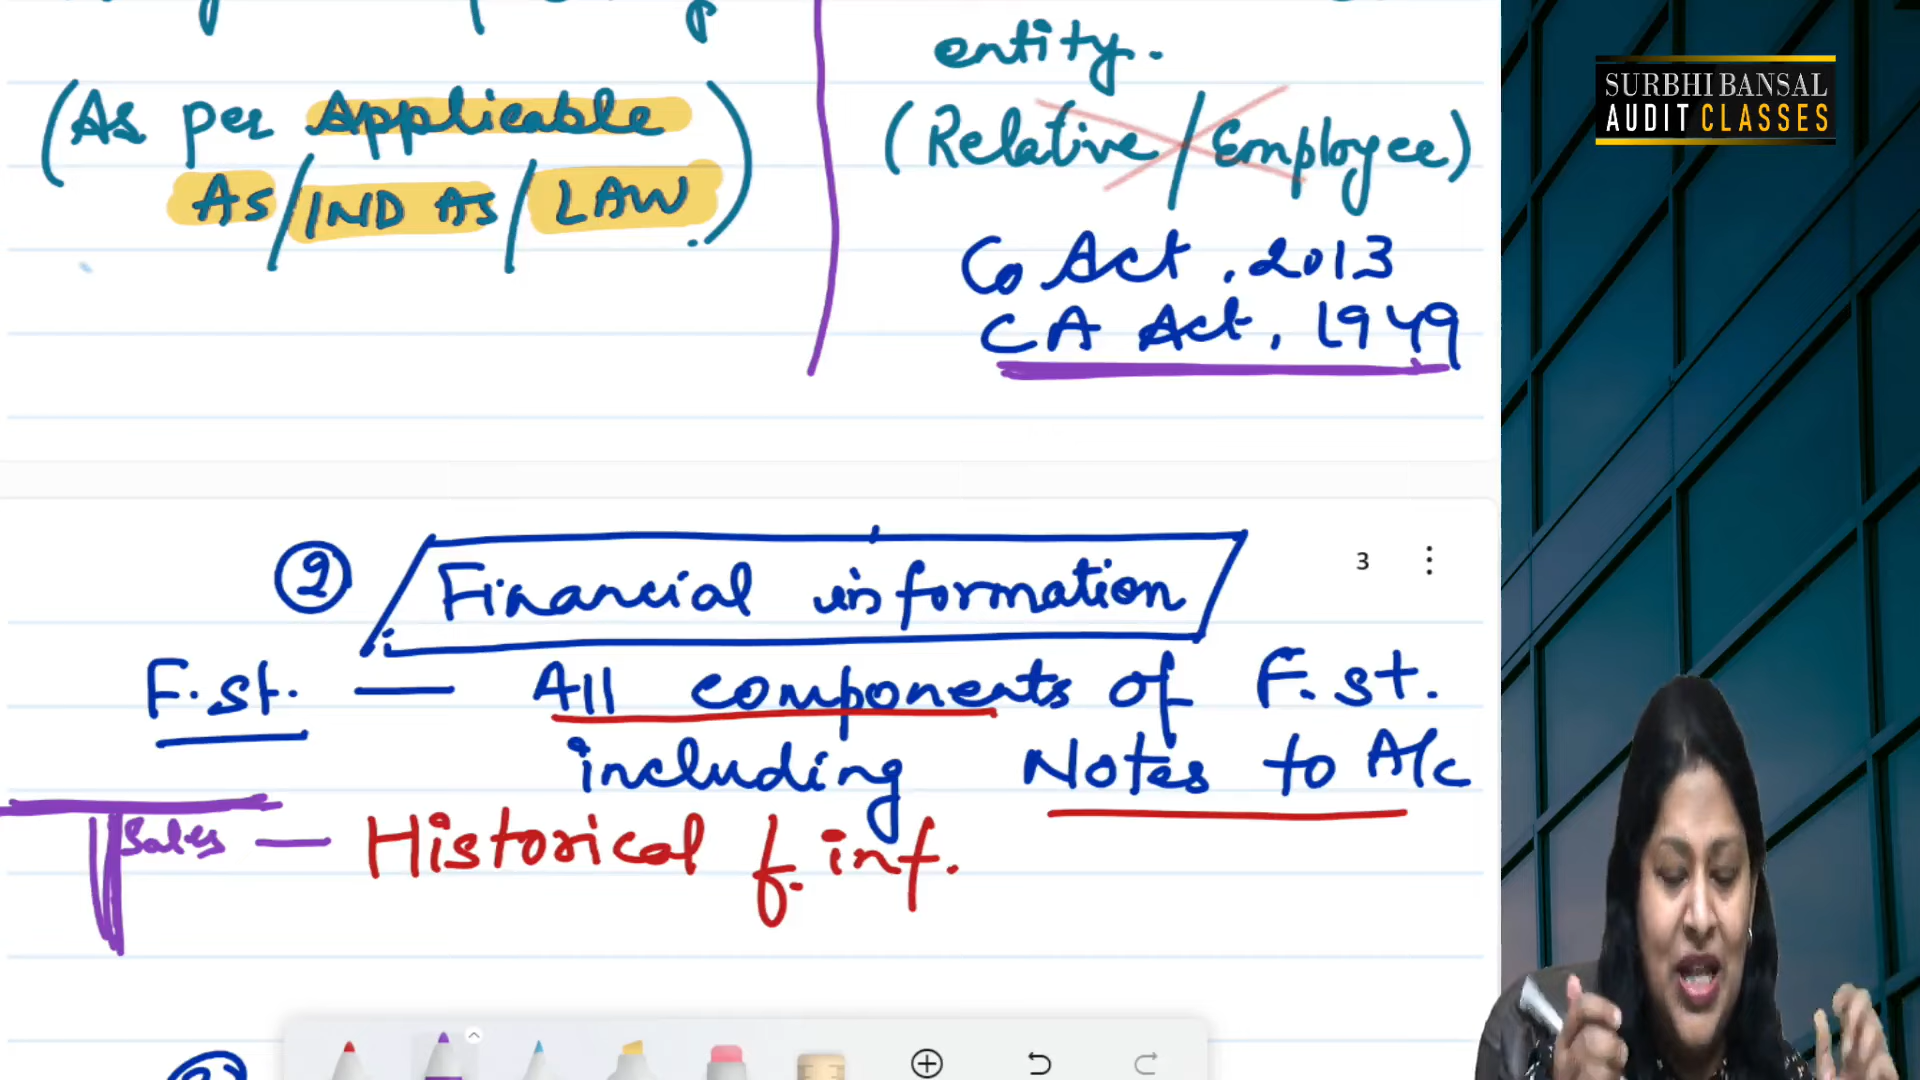 (As per Applicable
As/IND AS/LAW)
entity.
(Relative/Employee)
Co Act, 2013
CA Act, 1949
SURBHI BANSAL
AUDIT CLASSES
3
② Financial information
F.st. — All components of F.st.
including Notes to A/c
Sales — Historical f. inf.